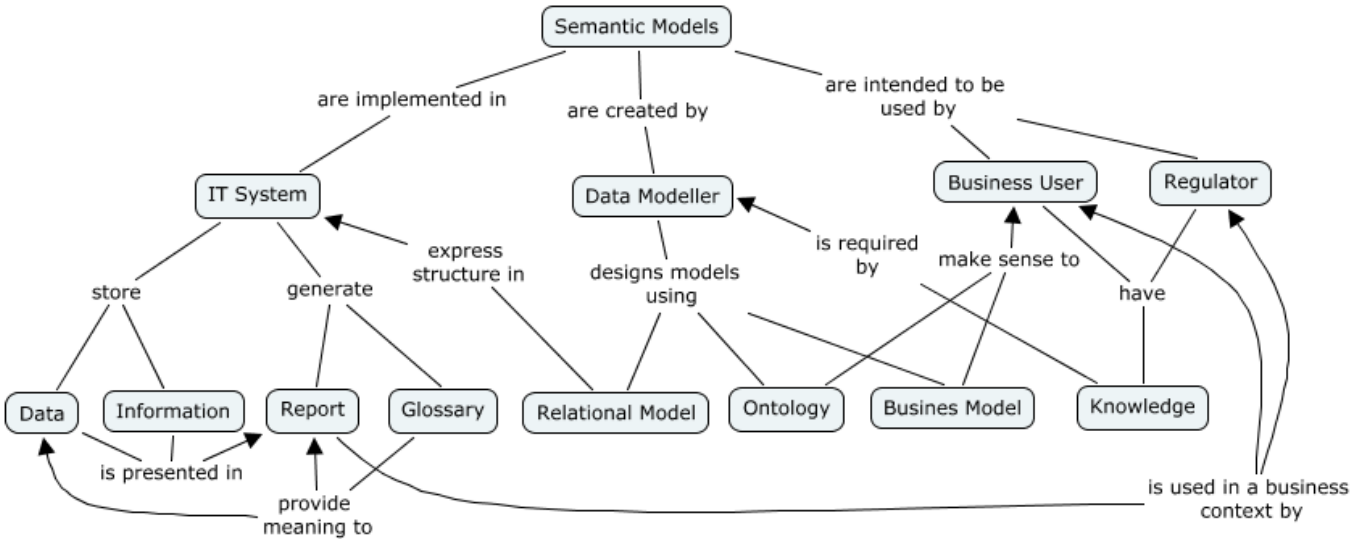 Semantic Models
are implemented in
are created by
are intended to be
used by
IT System
Data Modeller
Business User
Regulator
express
structure in
is required
by
make sense to
store
generate
designs models
using
have
Data
Information
Report
Glossary
Relational Model
Ontology
Busines Model
Knowledge
is presented in
provide
meaning to
is used in a business
context by